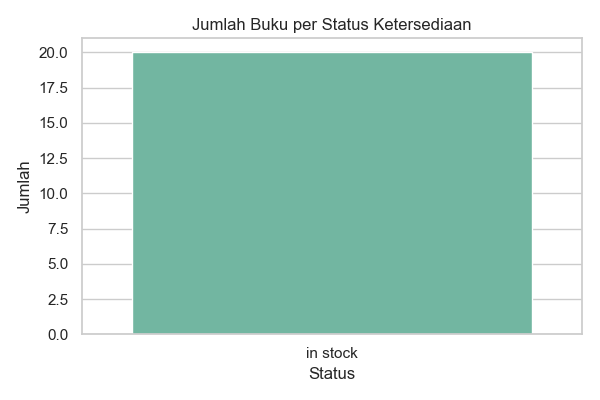 Jumlah Buku per Status Ketersediaan
20.0
17.5
15.0
12.5
10.0
7.5
5.0
2.5
0.0
Jumlah
in stock
Status